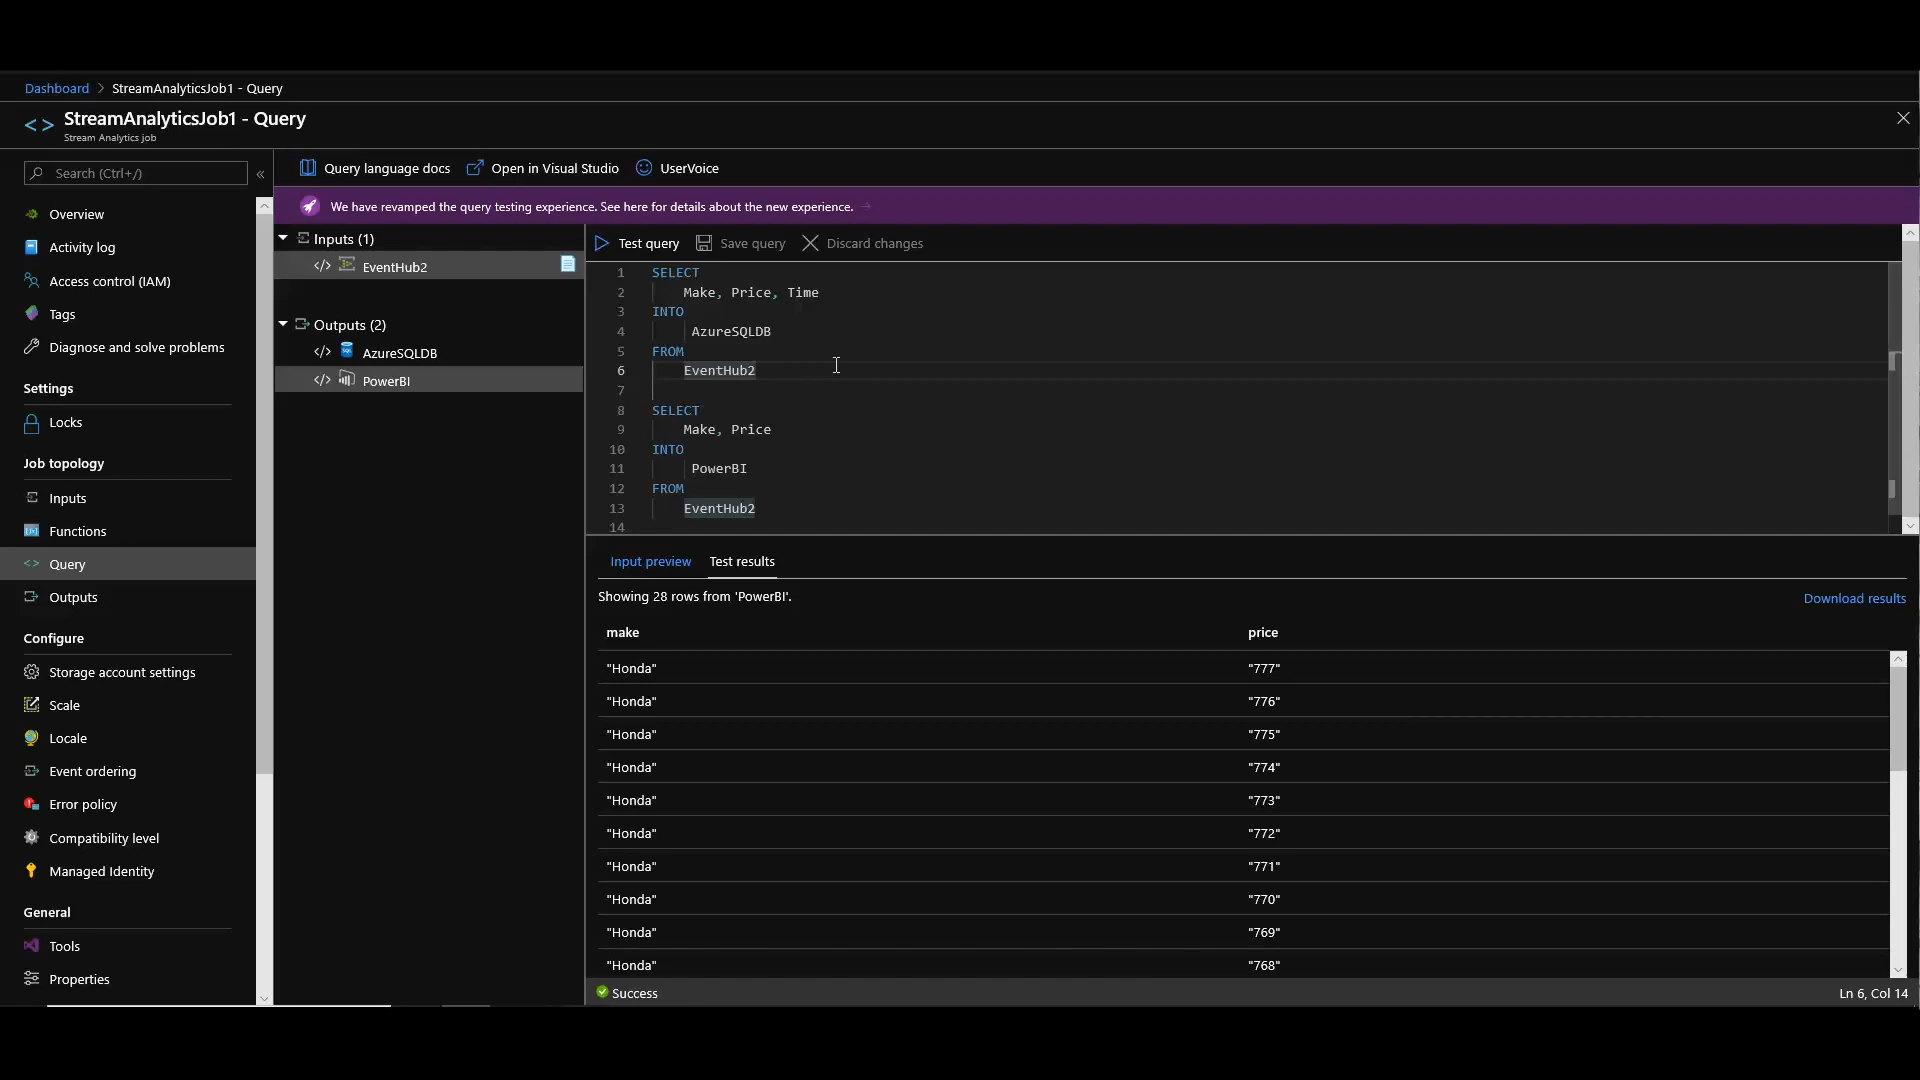 Dashboard > StreamAnalyticsJob1 - Query
<> StreamAnalyticsJob1 - Query
Stream Analytics job
Search (Ctrl+/)
«
Overview
Activity log
Access control (IAM)
Tags
Diagnose and solve problems
Settings
Locks
Job topology
Inputs
Functions
<> Query
Outputs
Configure
Storage account settings
Scale
Locale
Event ordering
Error policy
Compatibility level
Managed Identity
General
Tools
Properties
Query language docs
Open in Visual Studio
UserVoice
We have revamped the query testing experience. See here for details about the new experience. →
Inputs (1)
</> EventHub2
Outputs (2)
</> AzureSQLDB
</> PowerBI
Test query
Save query
Discard changes
1 SELECT
2 Make, Price, Time
3 INTO
4 AzureSQLDB
5 FROM
6 EventHub2
7
8 SELECT
9 Make, Price
10 INTO
11 PowerBI
12 FROM
13 EventHub2
14
Input preview
Test results
Showing 28 rows from 'PowerBI'.
Download results
make price
"Honda" "777"
"Honda" "776"
"Honda" "775"
"Honda" "774"
"Honda" "773"
"Honda" "772"
"Honda" "771"
"Honda" "770"
"Honda" "769"
"Honda" "768"
Success
Ln 6, Col 14